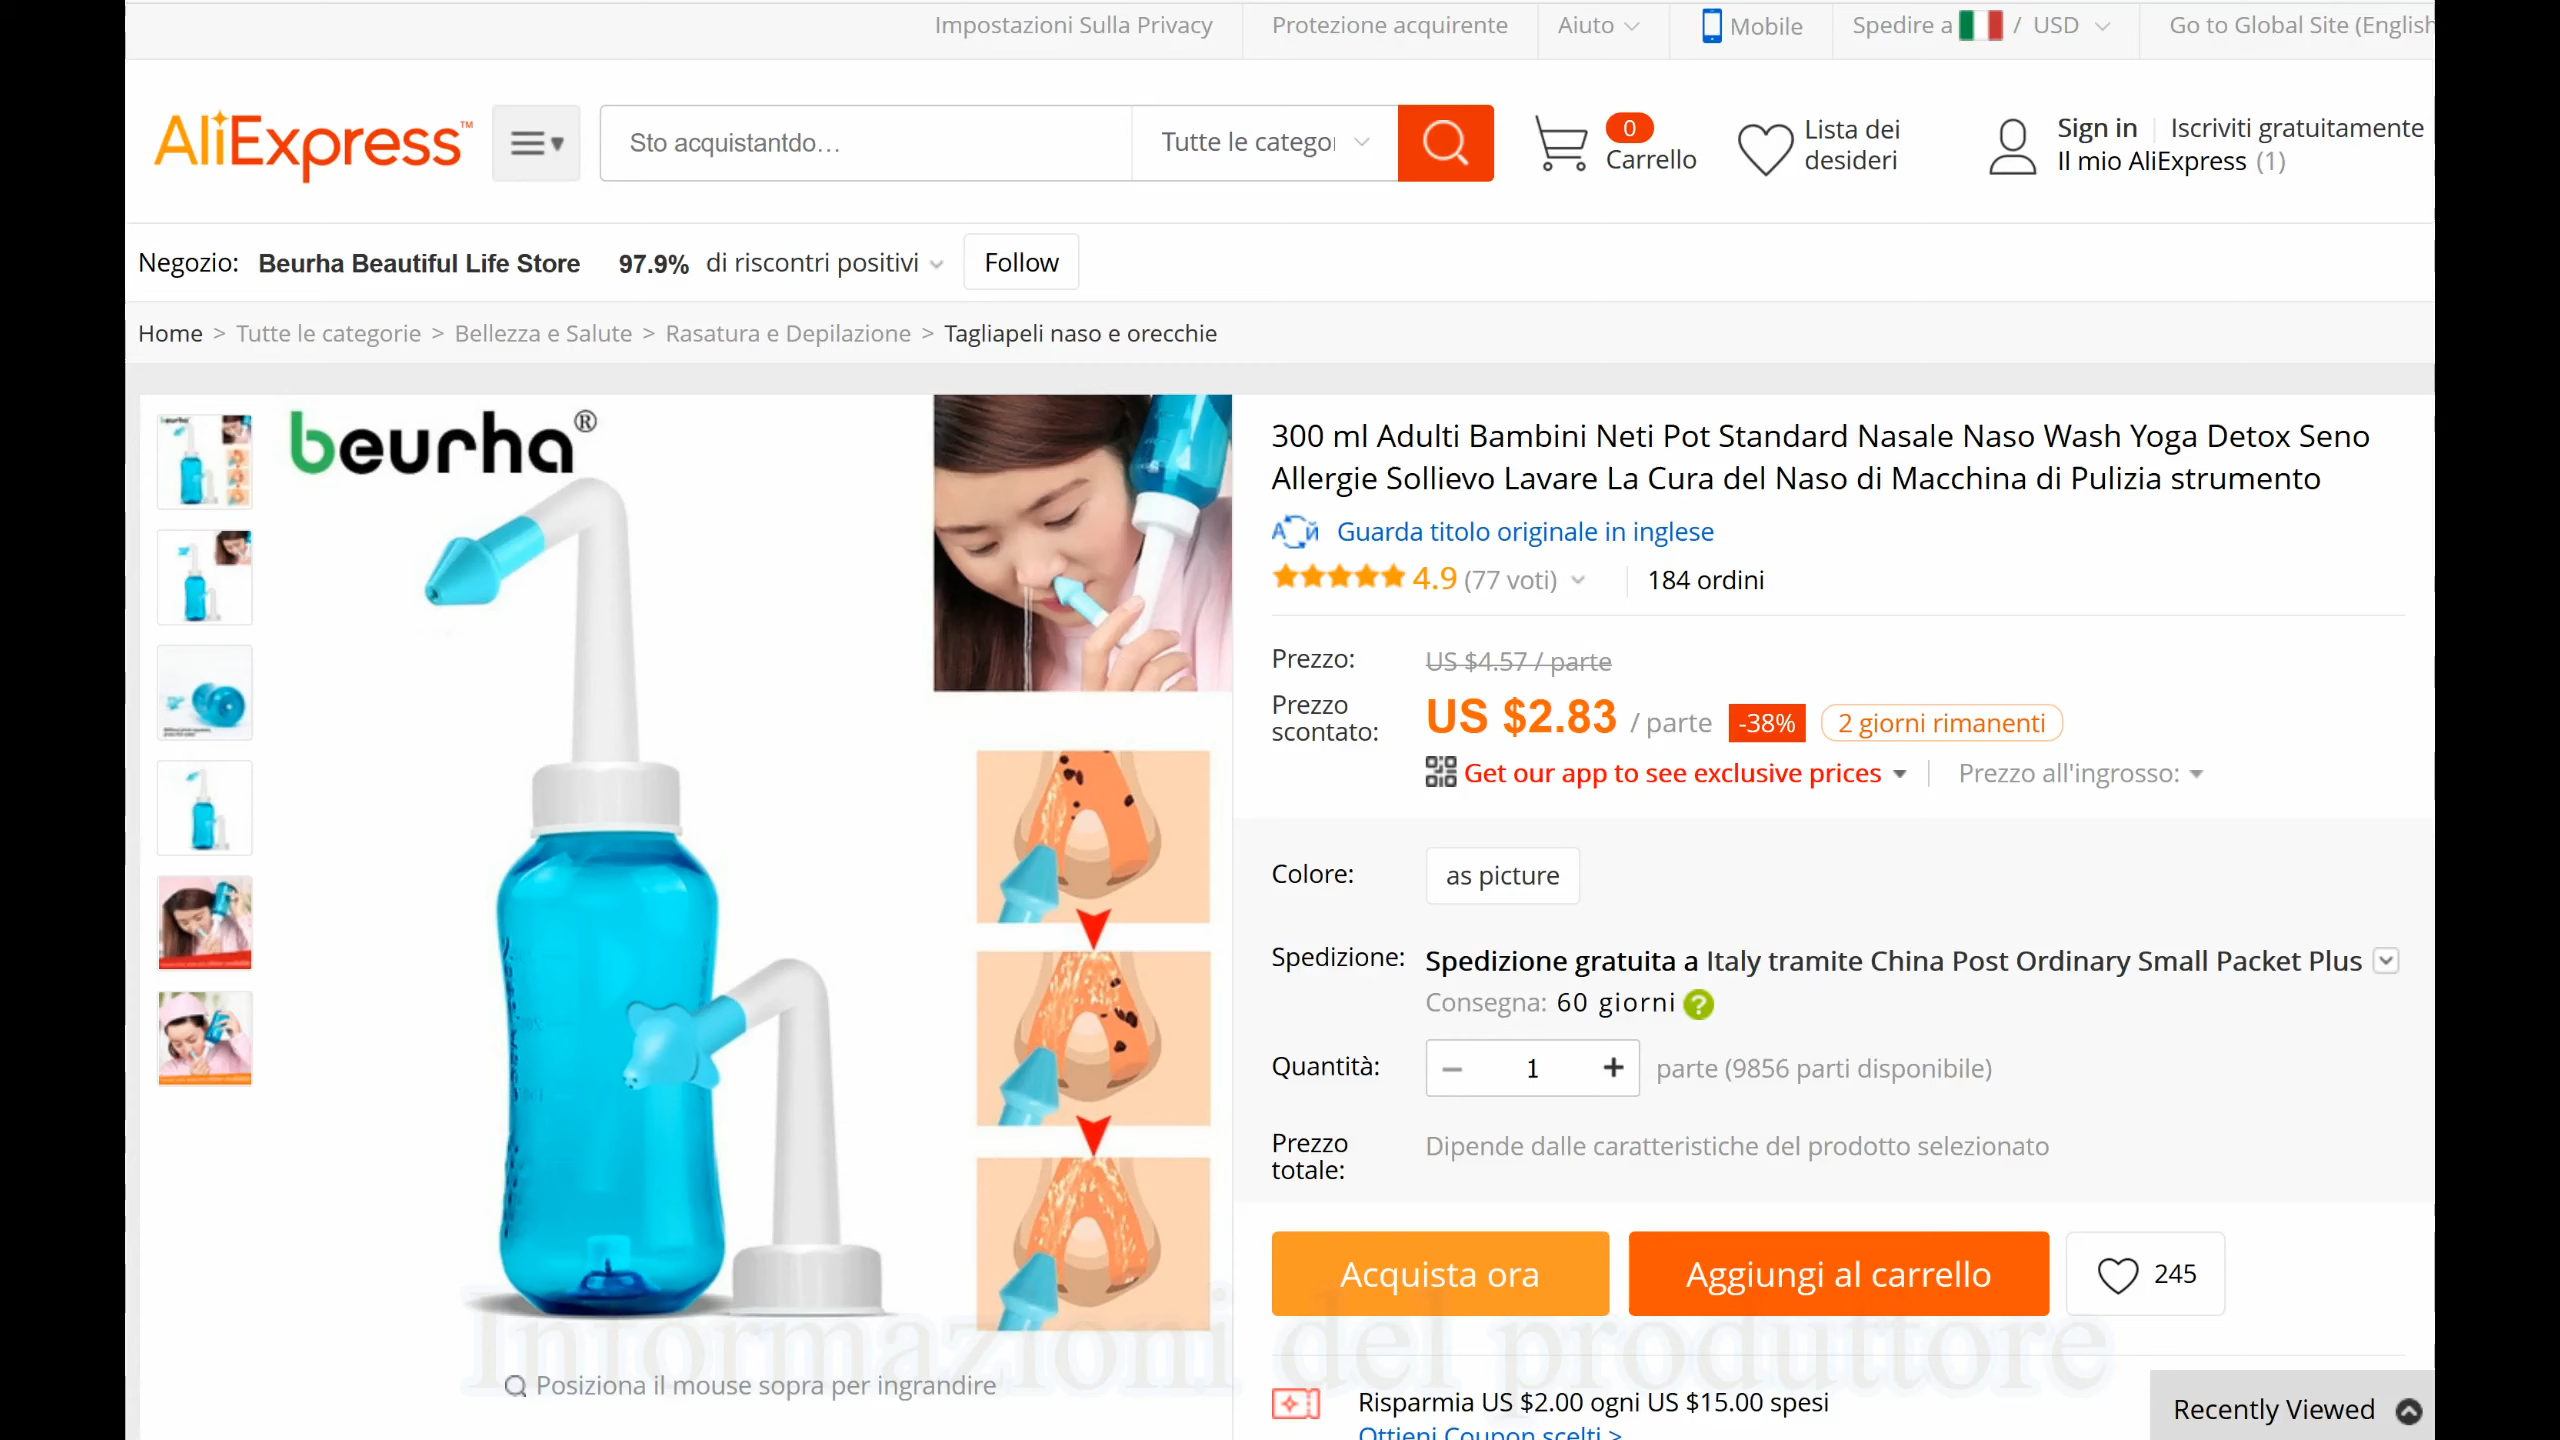 Impostazioni Sulla Privacy
Protezione acquirente
Aiuto
Mobile
Spedire a / USD
Go to Global Site (English
AliExpress™
Sto acquistantdo...
Tutte le categor
0
Carrello
Lista dei
desideri
Sign in
Iscriviti gratuitamente
Il mio AliExpress (1)
Negozio: Beurha Beautiful Life Store 97.9% di riscontri positivi
Follow
Home > Tutte le categorie > Bellezza e Salute > Rasatura e Depilazione > Tagliapeli naso e orecchie
beurha®
300 ml Adulti Bambini Neti Pot Standard Nasale Naso Wash Yoga Detox Seno
Allergie Sollievo Lavare La Cura del Naso di Macchina di Pulizia strumento
Guarda titolo originale in inglese
4.9 (77 voti)
184 ordini
Prezzo: US $4.57 / parte
Prezzo
scontato:
US $2.83 / parte -38% 2 giorni rimanenti
Get our app to see exclusive prices
Prezzo all'ingrosso:
Colore: as picture
Spedizione: Spedizione gratuita a Italy tramite China Post Ordinary Small Packet Plus
Consegna: 60 giorni ?
Quantità: − 1 + parte (9856 parti disponibile)
Prezzo
totale:
Dipende dalle caratteristiche del prodotto selezionato
Acquista ora
Aggiungi al carrello
245
Informazioni del produttore
Posiziona il mouse sopra per ingrandire
Risparmia US $2.00 ogni US $15.00 spesi
Ottieni Coupon scelti >
Recently Viewed